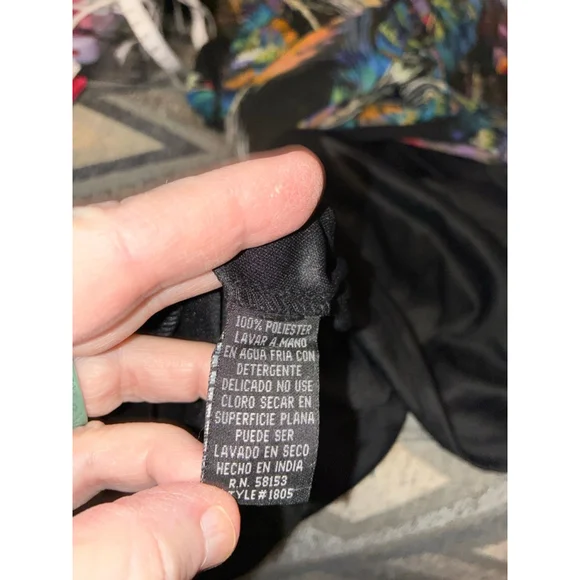 100% POLIESTER
LAVAR A MANO
EN AGUA FRIA CON
DETERGENTE
DELICADO NO USE
CLORO SECAR EN
SUPERFICIE PLANA
PUEDE SER
LAVADO EN SECO
HECHO EN INDIA
R.N. 58153
STYLE#1805